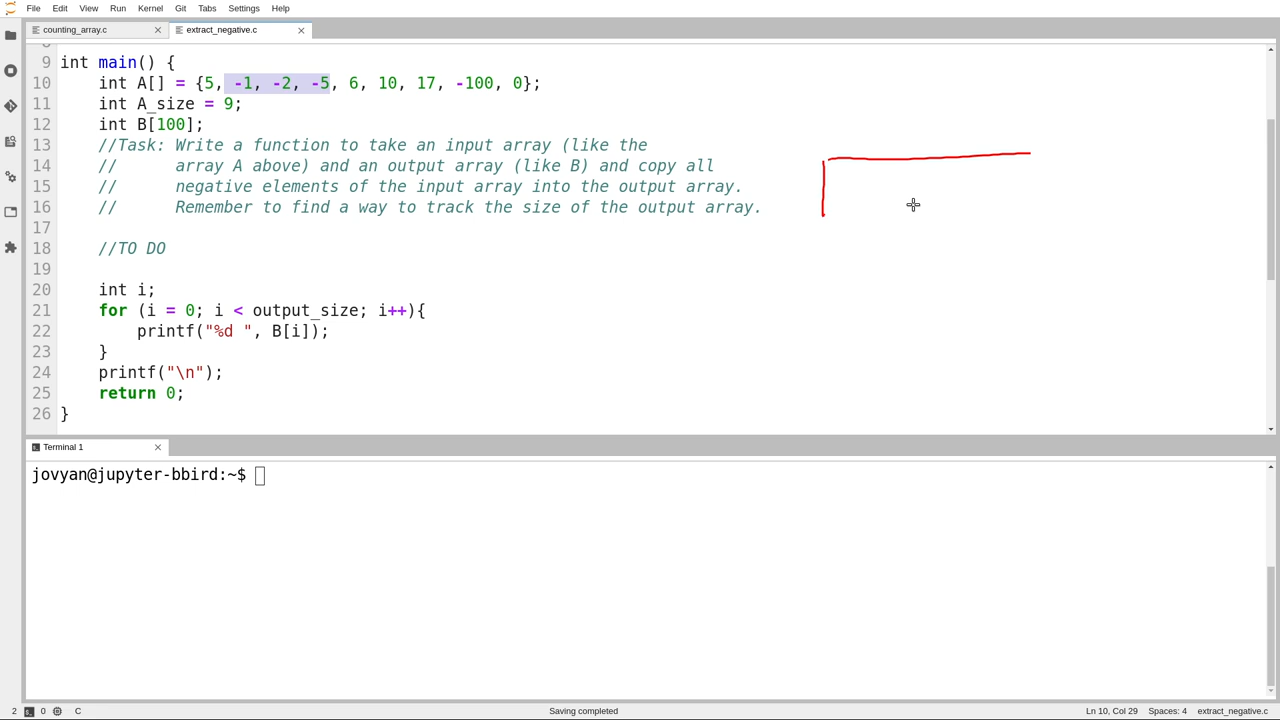 File Edit View Run Kernel Git Tabs Settings Help
counting_array.c extract_negative.c
9 int main() {
10 int A[] = {5, -1, -2, -5, 6, 10, 17, -100, 0};
11 int A_size = 9;
12 int B[100];
13 //Task: Write a function to take an input array (like the
14 // array A above) and an output array (like B) and copy all
15 // negative elements of the input array into the output array.
16 // Remember to find a way to track the size of the output array.
17
18 //TO DO
19
20 int i;
21 for (i = 0; i < output_size; i++){
22 printf("%d ", B[i]);
23 }
24 printf("\n");
25 return 0;
26 }
Terminal 1
jovyan@jupyter-bbird:~$
2 0 C Saving completed Ln 10, Col 29 Spaces: 4 extract_negative.c